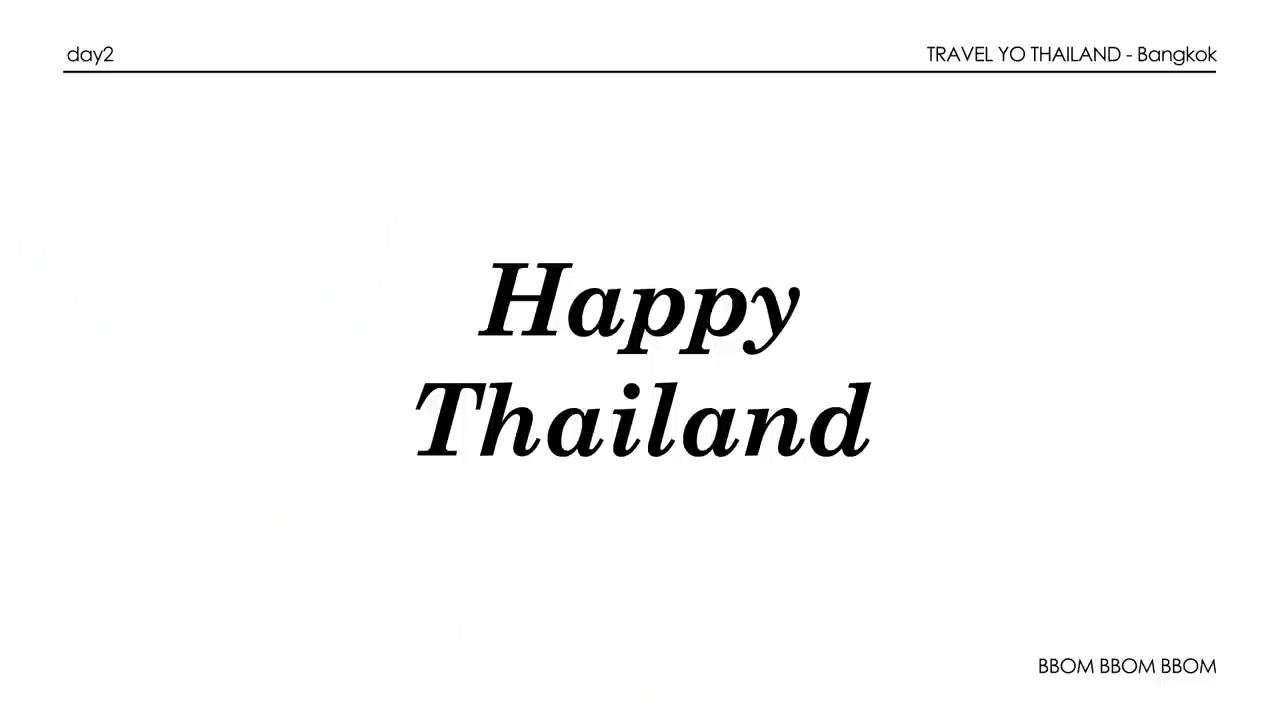 day2
TRAVEL YO THAILAND - Bangkok
Happy
Thailand
BBOM BBOM BBOM